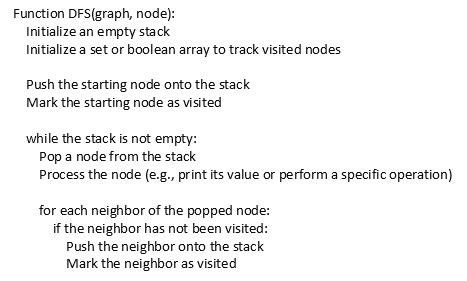 Function DFS(graph, node):
Initialize an empty stack
Initialize a set or boolean array to track visited nodes
Push the starting node onto the stack
Mark the starting node as visited
while the stack is not empty:
Pop a node from the stack
Process the node (e.g., print its value or perform a specific operation)
for each neighbor of the popped node:
if the neighbor has not been visited:
Push the neighbor onto the stack
Mark the neighbor as visited